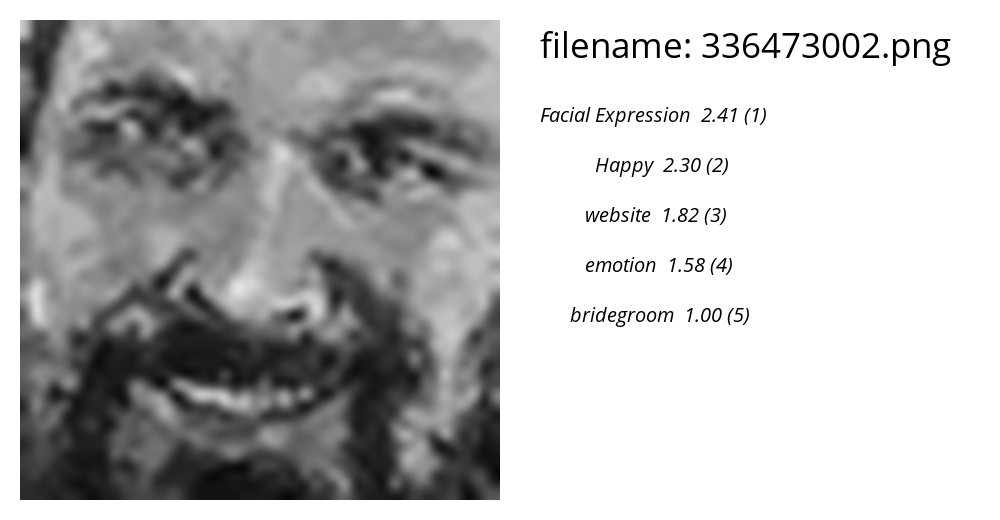 filename: 336473002.png
Facial Expression 2.41 (1)
Happy 2.30 (2)
website 1.82 (3)
emotion 1.58 (4)
bridegroom 1.00 (5)